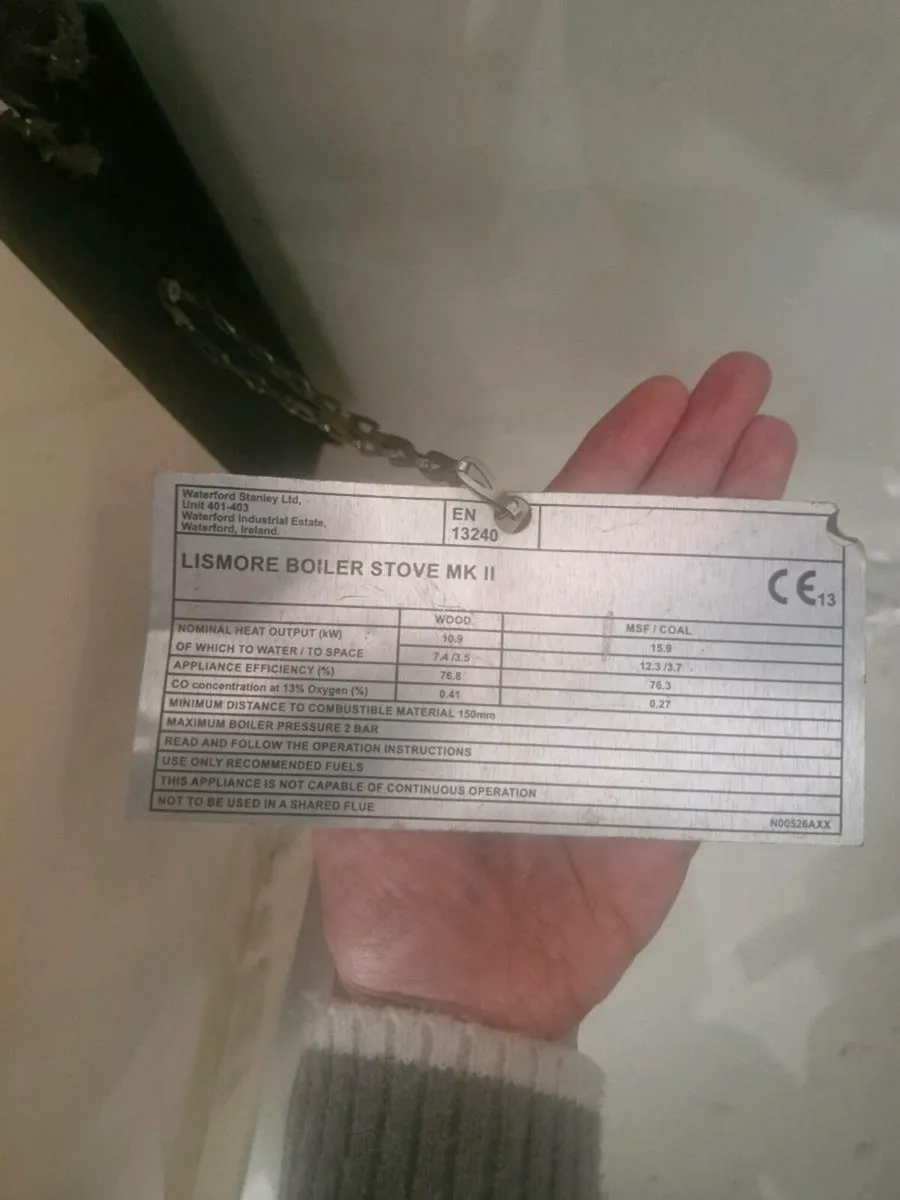 Waterford Stanley Ltd,
Unit 401-403
Waterford Industrial Estate,
Waterford, Ireland.
EN
13240
LISMORE BOILER STOVE MK II
CE 13
WOOD
MSF / COAL
NOMINAL HEAT OUTPUT (kW) 10.9 15.9
OF WHICH TO WATER / TO SPACE 7.4 /3.5 12.3 /3.7
APPLIANCE EFFICIENCY (%) 76.8 76.3
CO concentration at 13% Oxygen (%) 0.41 0.27
MINIMUM DISTANCE TO COMBUSTIBLE MATERIAL 150mm
MAXIMUM BOILER PRESSURE 2 BAR
READ AND FOLLOW THE OPERATION INSTRUCTIONS
USE ONLY RECOMMENDED FUELS
THIS APPLIANCE IS NOT CAPABLE OF CONTINUOUS OPERATION
NOT TO BE USED IN A SHARED FLUE
N00526AXX